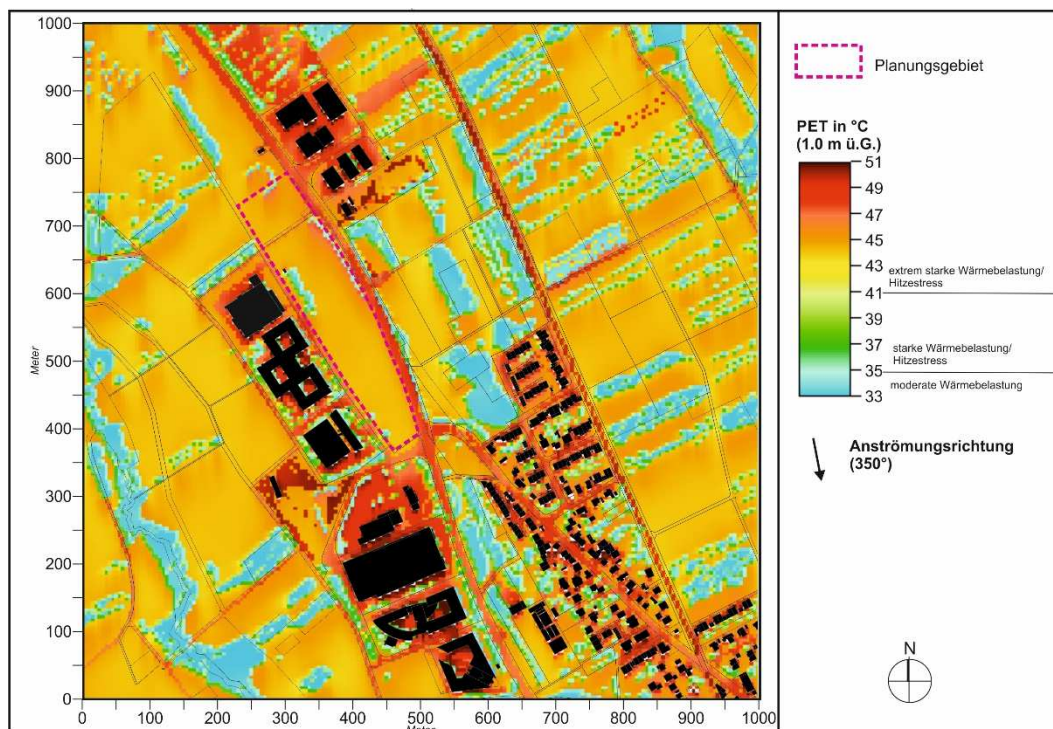 Planungsgebiet
PET in °C
(1.0 m ü.G.)
51
49
47
45
43
41
39
37
35
33
extrem starke Wärmebelastung/
Hitzestress
starke Wärmebelastung/
Hitzestress
moderate Wärmebelastung
Anströmungsrichtung
(350°)
N
1000
900
800
700
600
500
400
300
200
100
0
Meter
0 100 200 300 400 500 600 700 800 900 1000
Meter